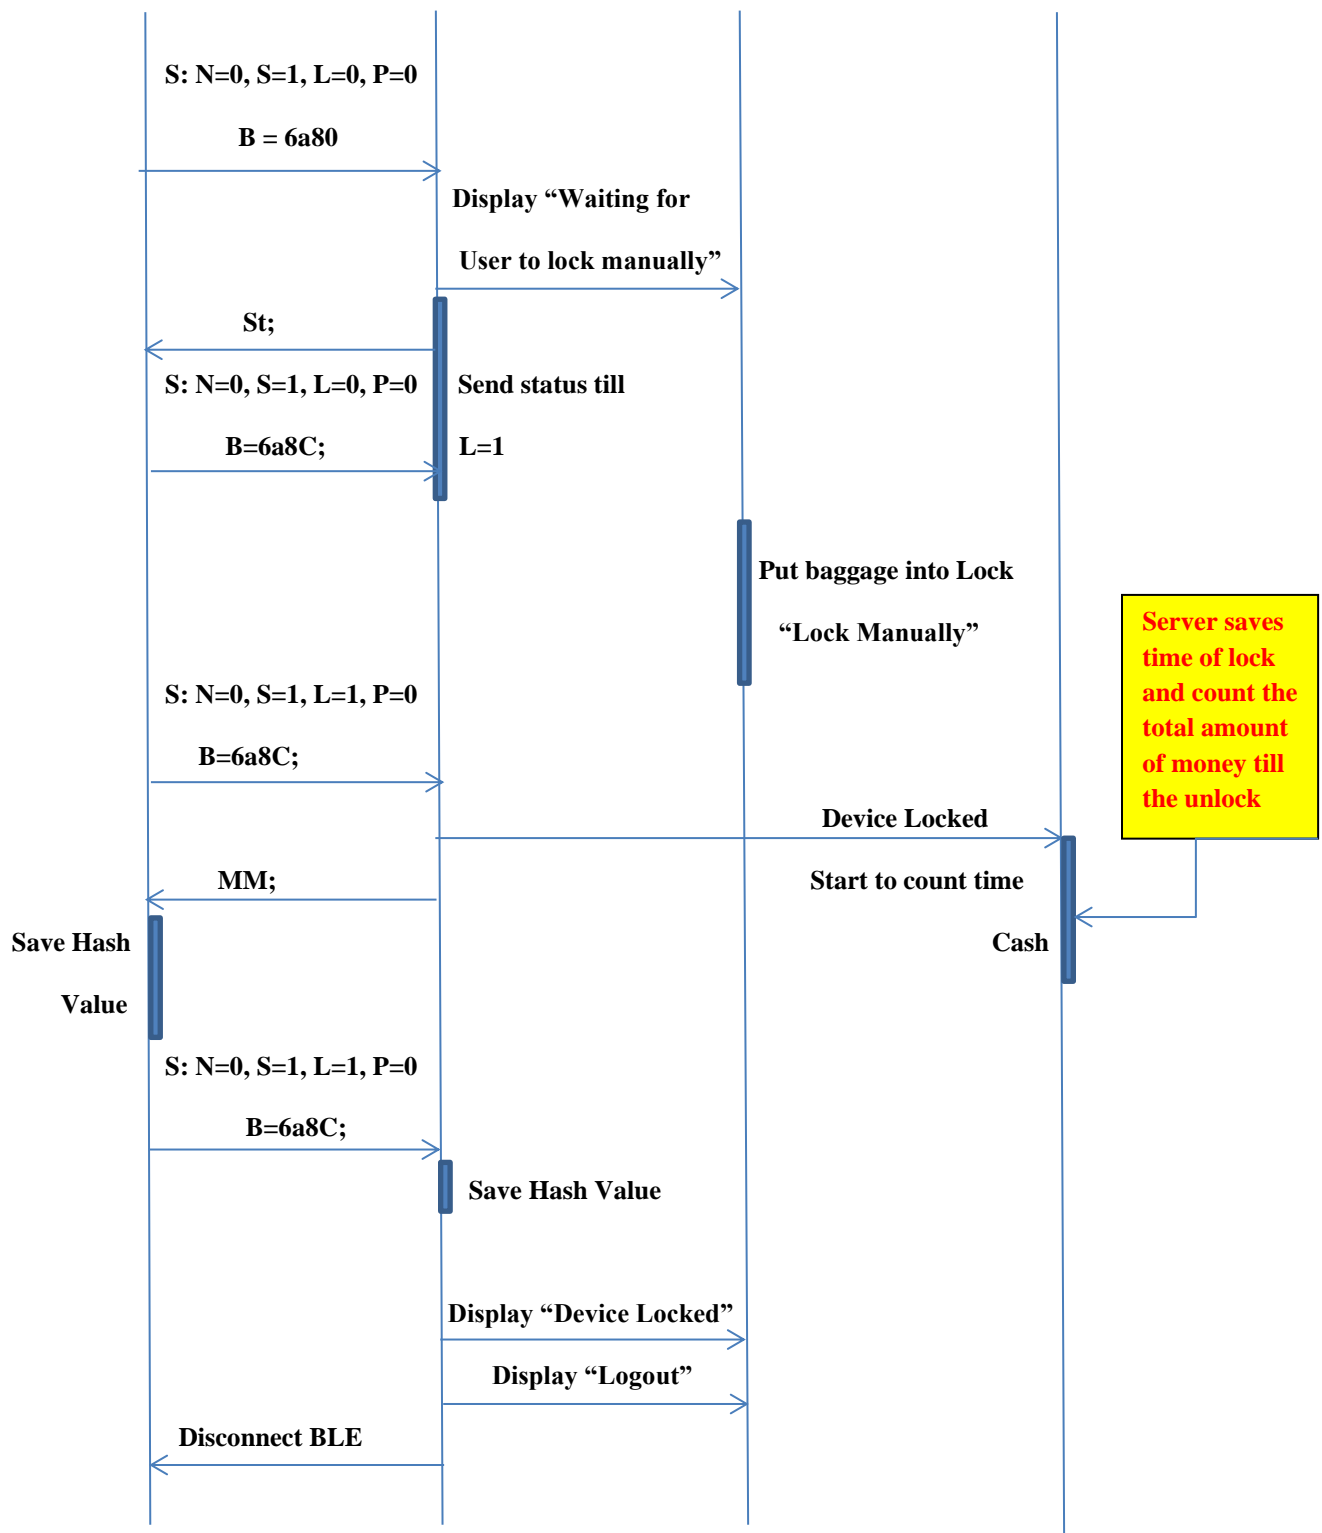 S: N=0, S=1, L=0, P=0
B = 6a80
Display “Waiting for
User to lock manually”
St;
S: N=0, S=1, L=0, P=0
Send status till
B=6a8C;
L=1
Put baggage into Lock
“Lock Manually”
Server saves
time of lock
and count the
total amount
of money till
the unlock
S: N=0, S=1, L=1, P=0
B=6a8C;
Device Locked
MM;
Start to count time
Save Hash
Cash
Value
S: N=0, S=1, L=1, P=0
B=6a8C;
Save Hash Value
Display “Device Locked”
Display “Logout”
Disconnect BLE